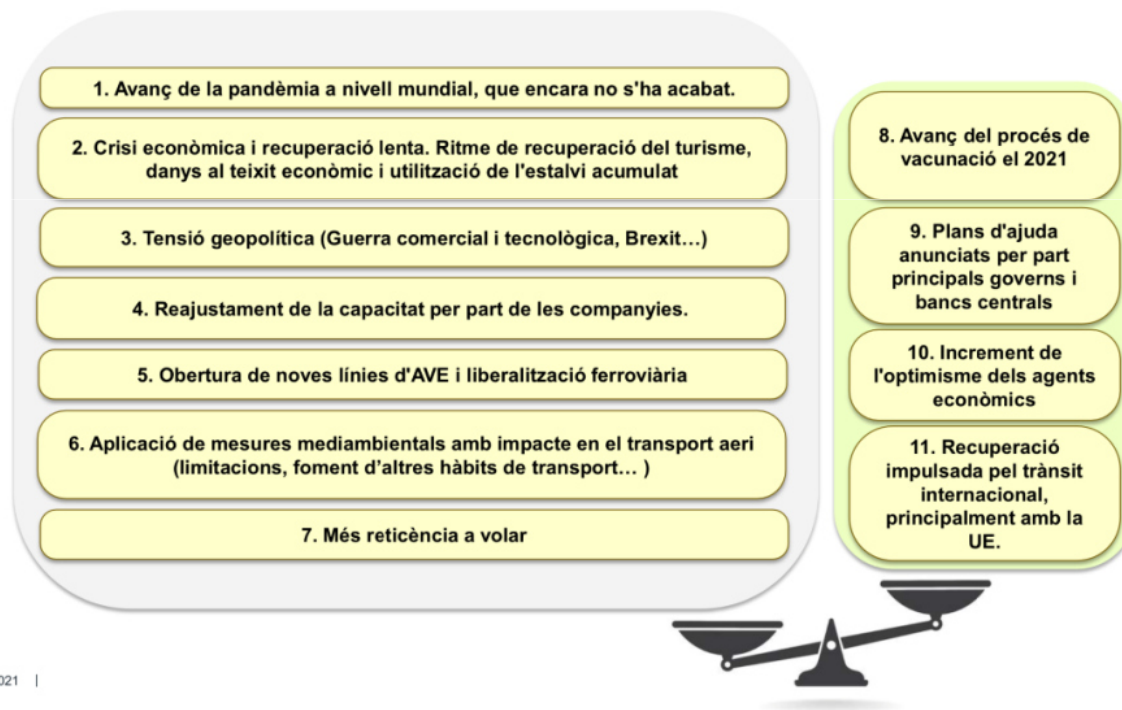 1. Avanç de la pandèmia a nivell mundial, que encara no s'ha acabat.
2. Crisi econòmica i recuperació lenta. Ritme de recuperació del turisme,
danys al teixit econòmic i utilització de l'estalvi acumulat
3. Tensió geopolítica (Guerra comercial i tecnològica, Brexit…)
4. Reajustament de la capacitat per part de les companyies.
5. Obertura de noves línies d'AVE i liberalització ferroviària
6. Aplicació de mesures mediambientals amb impacte en el transport aeri
(limitacions, foment d’altres hàbits de transport… )
7. Més reticència a volar
8. Avanç del procés de
vacunació el 2021
9. Plans d'ajuda
anunciats per part
principals governs i
bancs centrals
10. Increment de
l'optimisme dels agents
econòmics
11. Recuperació
impulsada pel trànsit
internacional,
principalment amb la
UE.
021 |